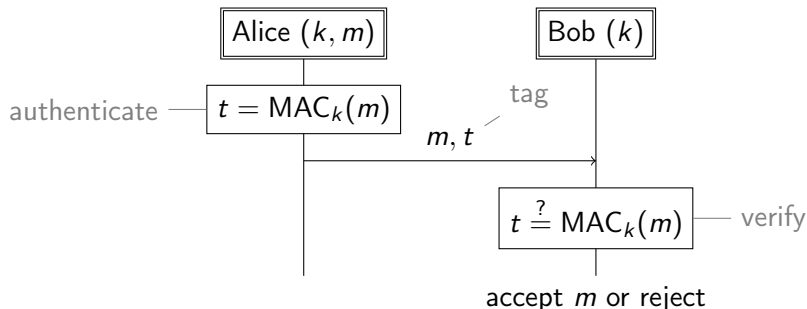 Alice (k, m)
Bob (k)
authenticate
t = MAC_k(m)
tag
m, t
t ≟ MAC_k(m)
verify
accept m or reject